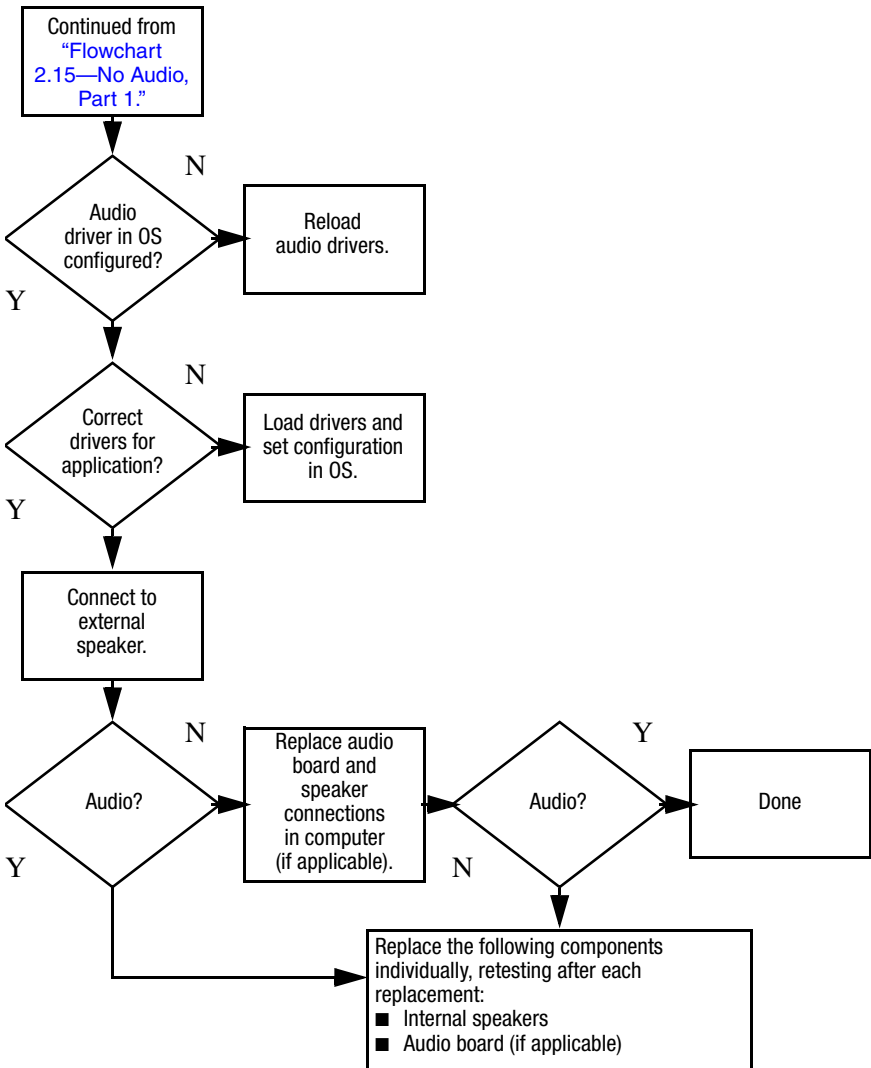 Continued from
“Flowchart
2.15—No Audio,
Part 1.”
N
Audio
driver in OS
configured?
Reload
audio drivers.
Y
N
Correct
drivers for
application?
Load drivers and
set configuration
in OS.
Y
Connect to
external
speaker.
N
Audio?
Y
Replace audio
board and
speaker
connections
in computer
(if applicable).
Audio?
Y
N
Done
Replace the following components
individually, retesting after each
replacement:
■ Internal speakers
■ Audio board (if applicable)